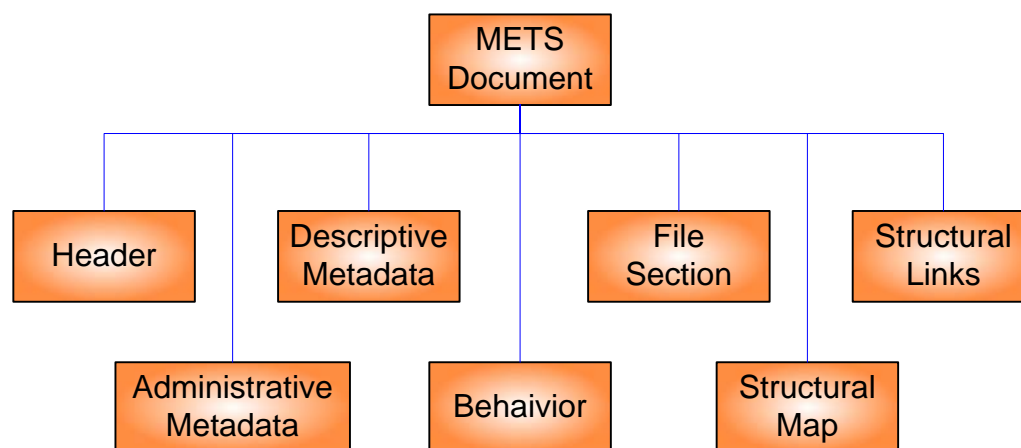 METS
Document
Header
Descriptive
Metadata
File
Section
Structural
Links
Administrative
Metadata
Behaivior
Structural
Map